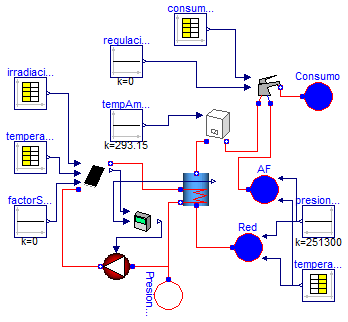 consum...
regulaci...
k=0
irradiaci...
Consumo
tempAm...
k=293.15
tempera...
AF
factorS...
k=0
presion...
k=251300
Red
tempera...
Presion...